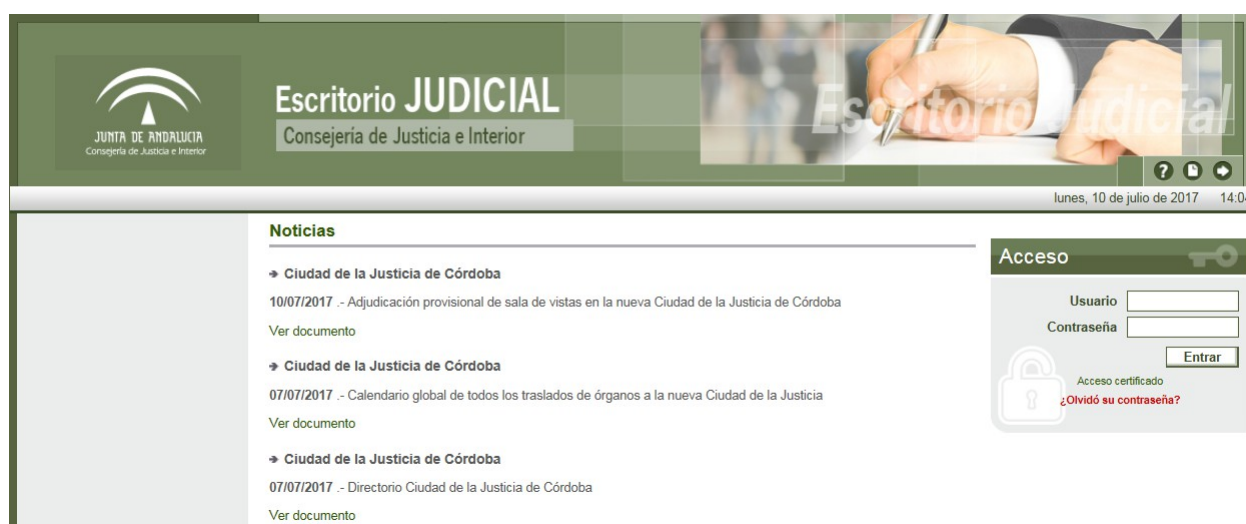 JUNTA DE ANDALUCIA
Consejería de Justicia e Interior
Escritorio JUDICIAL
Consejería de Justicia e Interior
Escritorio Judicial
lunes, 10 de julio de 2017 14:0
Noticias
Ciudad de la Justicia de Córdoba
10/07/2017 .- Adjudicación provisional de sala de vistas en la nueva Ciudad de la Justicia de Córdoba
Ver documento
Ciudad de la Justicia de Córdoba
07/07/2017 .- Calendario global de todos los traslados de órganos a la nueva Ciudad de la Justicia
Ver documento
Ciudad de la Justicia de Córdoba
07/07/2017 .- Directorio Ciudad de la Justicia de Córdoba
Ver documento
Acceso
Usuario
Contraseña
Entrar
Acceso certificado
¿Olvidó su contraseña?